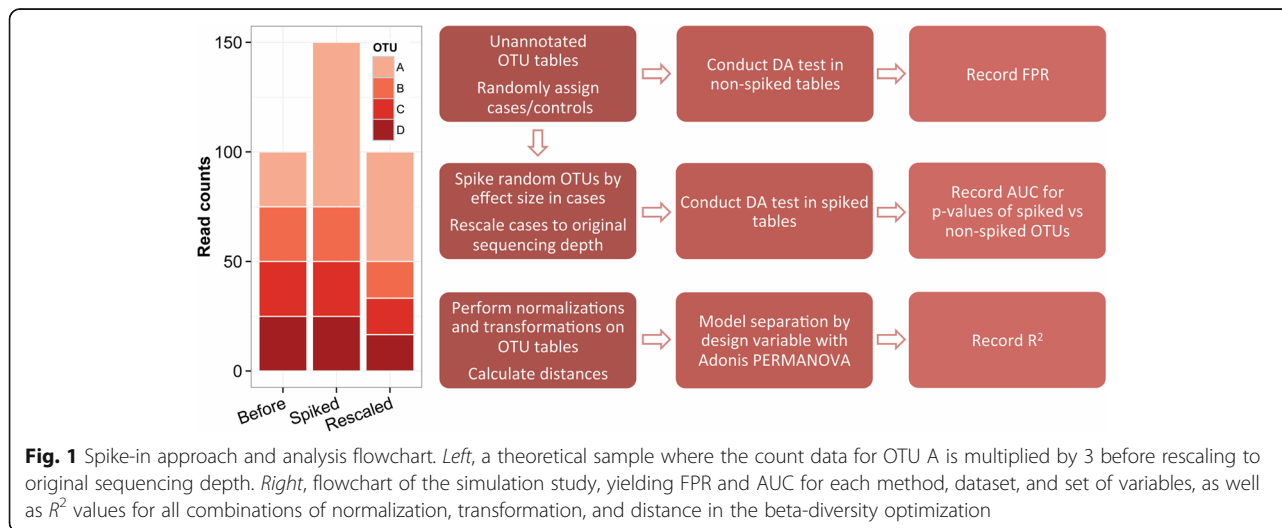 150
100
50
0
Read counts
Before
Spiked
Rescaled
OTU
A
B
C
D
Unannotated
OTU tables
Randomly assign
cases/controls
Conduct DA test in
non-spiked tables
Record FPR
Spike random OTUs by
effect size in cases
Rescale cases to original
sequencing depth
Conduct DA test in spiked
tables
Record AUC for
p-values of spiked vs
non-spiked OTUs
Perform normalizations
and transformations on
OTU tables
Calculate distances
Model separation by
design variable with
Adonis PERMANOVA
Record R²
Fig. 1 Spike-in approach and analysis flowchart. Left, a theoretical sample where the count data for OTU A is multiplied by 3 before rescaling to
original sequencing depth. Right, flowchart of the simulation study, yielding FPR and AUC for each method, dataset, and set of variables, as well
as R² values for all combinations of normalization, transformation, and distance in the beta-diversity optimization